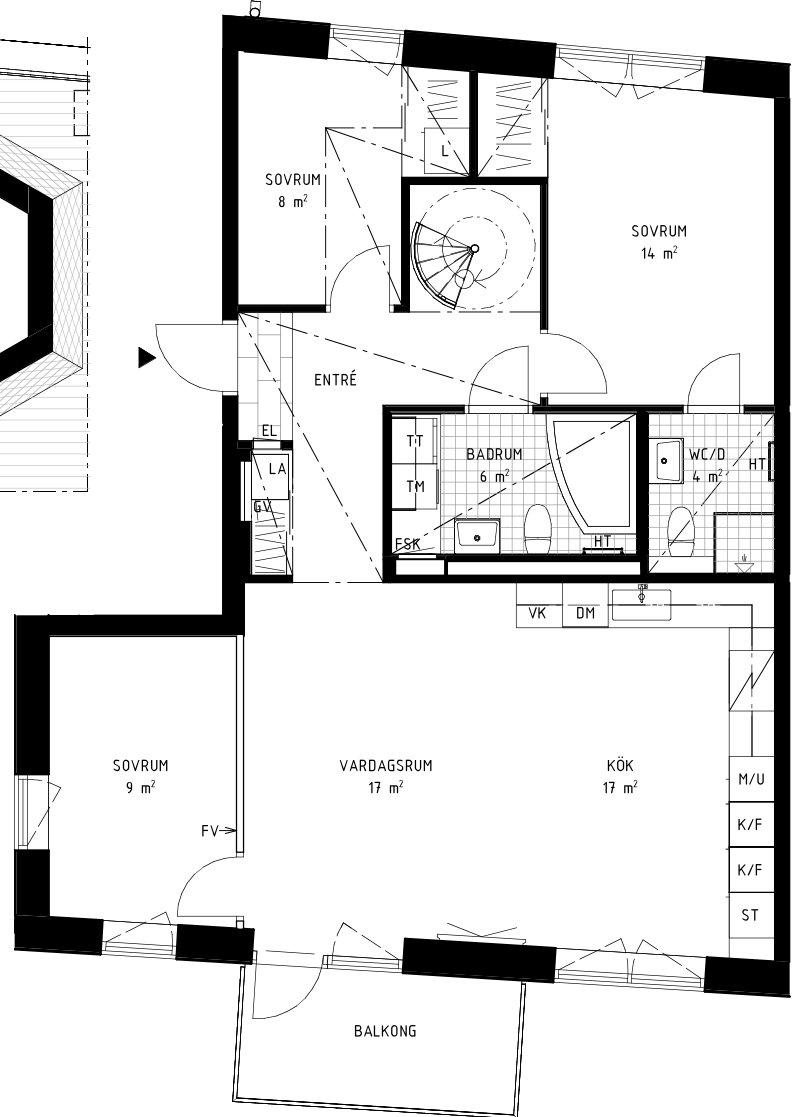 L
SOVRUM
8 m²
SOVRUM
14 m²
ENTRÉ
EL
LA
GV
TT
TM
FSK
BADRUM
6 m²
HT
WC/D
4 m²
HT
VK
DM
SOVRUM
9 m²
VARDAGSRUM
17 m²
KÖK
17 m²
M/U
K/F
K/F
ST
FV
BALKONG